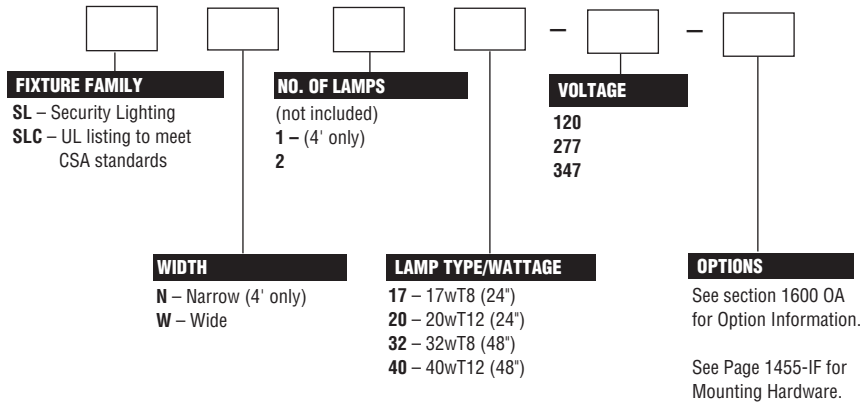 – –
FIXTURE FAMILY
SL – Security Lighting
SLC – UL listing to meet
CSA standards
NO. OF LAMPS
(not included)
1 – (4' only)
2
VOLTAGE
120
277
347
WIDTH
N – Narrow (4' only)
W – Wide
LAMP TYPE/WATTAGE
17 – 17wT8 (24")
20 – 20wT12 (24")
32 – 32wT8 (48")
40 – 40wT12 (48")
OPTIONS
See section 1600 OA
for Option Information.
See Page 1455-IF for
Mounting Hardware.